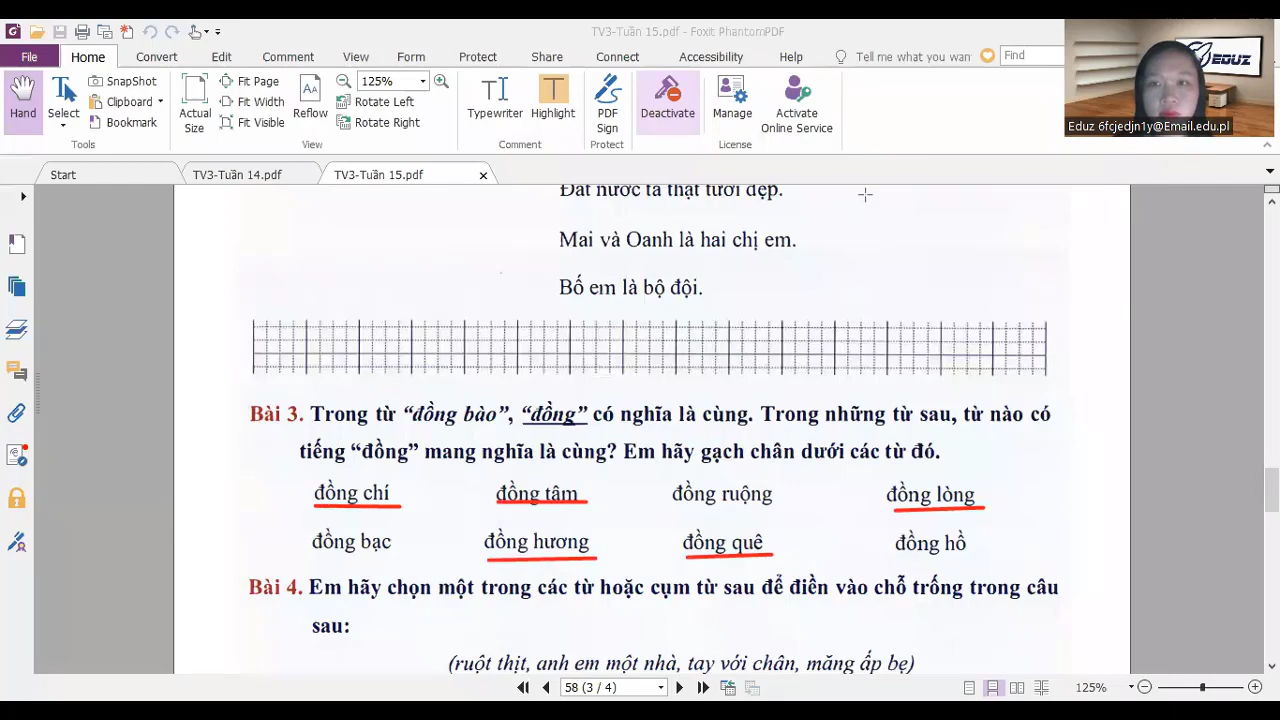 TV3-Tuần 15.pdf - Foxit PhantomPDF
File Home Convert Edit Comment View Form Protect Share Connect Accessibility Help Tell me what you want Find
Hand
Select
SnapShot
Clipboard
Bookmark
Tools
Actual Size
Fit Page
Fit Width
Fit Visible
Reflow
125%
Rotate Left
Rotate Right
View
Typewriter
Highlight
Comment
PDF Sign
Protect
Deactivate
Manage
Activate Online Service
License
EDUZ
Eduz 6fcjedjn1y@Email.edu.pl
Start TV3-Tuần 14.pdf TV3-Tuần 15.pdf
Đất nước ta thật tươi đẹp.
Mai và Oanh là hai chị em.
Bố em là bộ đội.
Bài 3. Trong từ “đồng bào”, “đồng” có nghĩa là cùng. Trong những từ sau, từ nào có
tiếng “đồng” mang nghĩa là cùng? Em hãy gạch chân dưới các từ đó.
đồng chí đồng tâm đồng ruộng đồng lòng
đồng bạc đồng hương đồng quê đồng hồ
Bài 4. Em hãy chọn một trong các từ hoặc cụm từ sau để điền vào chỗ trống trong câu
sau:
(ruột thịt, anh em một nhà, tay với chân, măng ấp bẹ)
58 (3 / 4) 125%